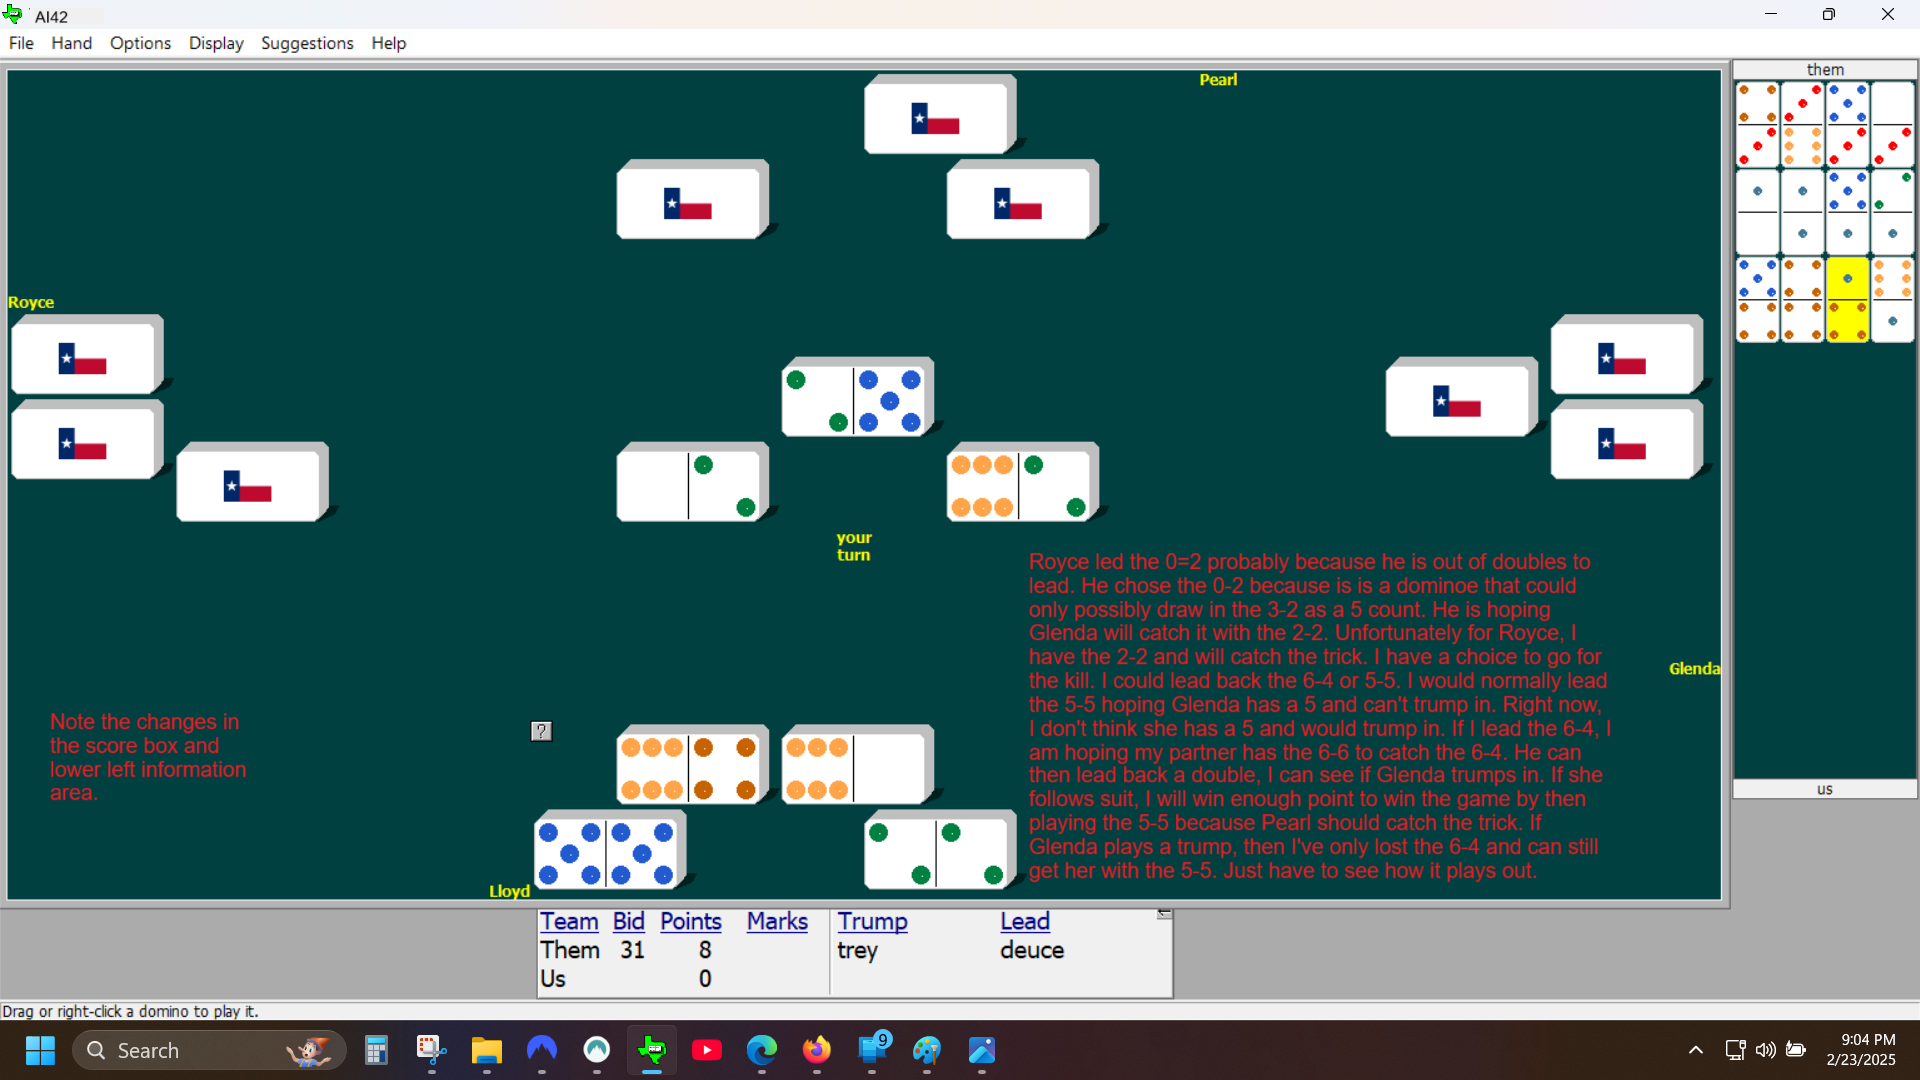 AI42
File Hand Options Display Suggestions Help
Pearl
them
Royce
your
turn
Royce led the 0=2 probably because he is out of doubles to
lead. He chose the 0-2 because is is a dominoe that could
only possibly draw in the 3-2 as a 5 count. He is hoping
Glenda will catch it with the 2-2. Unfortunately for Royce, I
have the 2-2 and will catch the trick. I have a choice to go for
the kill. I could lead back the 6-4 or 5-5. I would normally lead
the 5-5 hoping Glenda has a 5 and can't trump in. Right now,
I don't think she has a 5 and would trump in. If I lead the 6-4, I
am hoping my partner has the 6-6 to catch the 6-4. He can
then lead back a double, I can see if Glenda trumps in. If she
follows suit, I will win enough point to win the game by then
playing the 5-5 because Pearl should catch the trick. If
Glenda plays a trump, then I've only lost the 6-4 and can still
get her with the 5-5. Just have to see how it plays out.
Glenda
Note the changes in
the score box and
lower left information
area.
?
us
Lloyd
Team Bid Points Marks Trump Lead
Them 31 8 trey deuce
Us 0
Drag or right-click a domino to play it.
Search
9
9:04 PM
2/23/2025